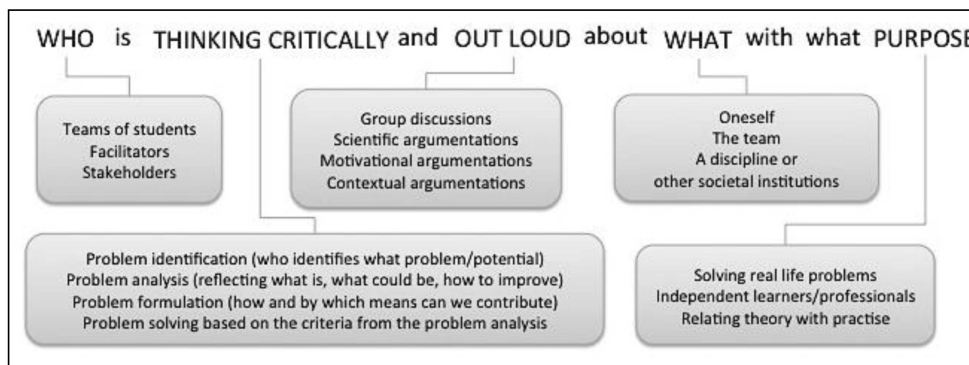 WHO is THINKING CRITICALLY and OUT LOUD about WHAT with what PURPOSE
Teams of students
Facilitators
Stakeholders
Group discussions
Scientific argumentations
Motivational argumentations
Contextual argumentations
Oneself
The team
A discipline or
other societal institutions
Problem identification (who identifies what problem/potential)
Problem analysis (reflecting what is, what could be, how to improve)
Problem formulation (how and by which means can we contribute)
Problem solving based on the criteria from the problem analysis
Solving real life problems
Independent learners/professionals
Relating theory with practise